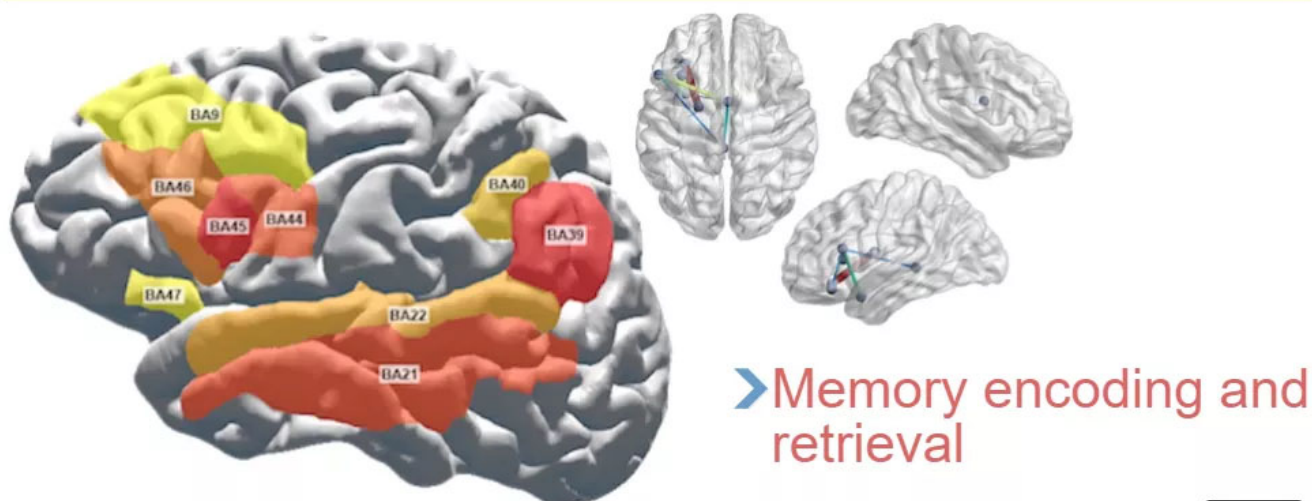 BA9
BA46
BA40
BA45
BA44
BA39
BA47
BA22
BA21
Memory encoding and
retrieval